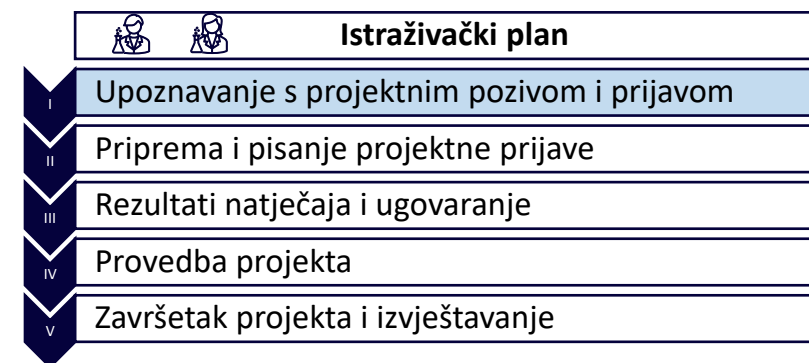 Istraživački plan
I
Upoznavanje s projektnim pozivom i prijavom
II
Priprema i pisanje projektne prijave
III
Rezultati natječaja i ugovaranje
IV
Provedba projekta
V
Završetak projekta i izvještavanje